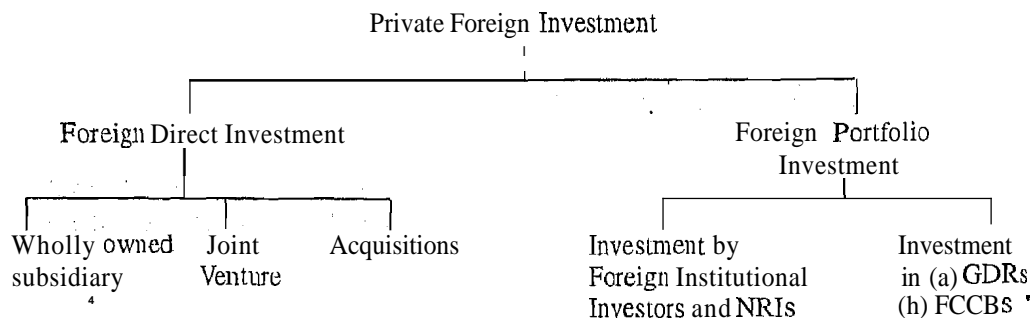 Private Foreign Investment
Foreign Direct Investment
Foreign Portfolio
Investment
Wholly owned
subsidiary
Joint
Venture
Acquisitions
Investment by
Foreign Institutional
Investors and NRIs
Investment
in (a) GDRs
(h) FCCBs